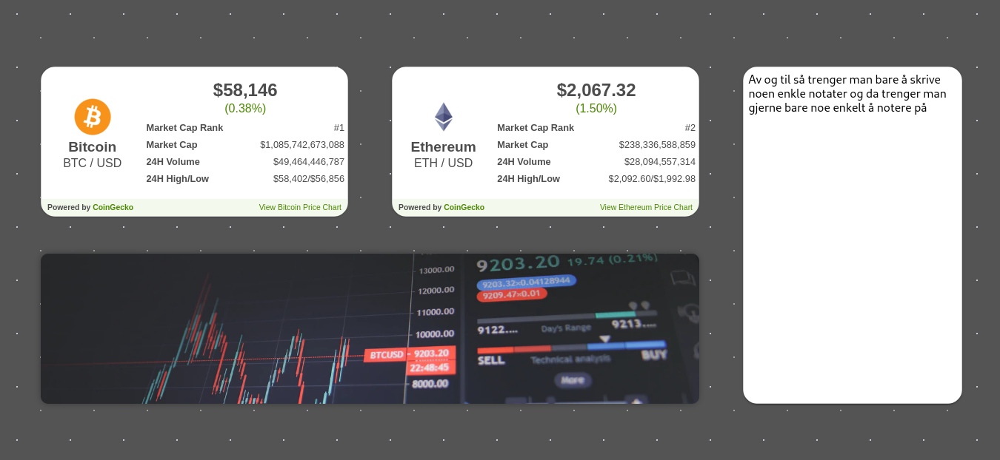 $58,146
(0.38%)
Bitcoin
BTC / USD
Market Cap Rank #1
Market Cap $1,085,742,673,088
24H Volume $49,464,446,787
24H High/Low $58,402/$56,856
Powered by CoinGecko View Bitcoin Price Chart
$2,067.32
(1.50%)
Ethereum
ETH / USD
Market Cap Rank #2
Market Cap $238,336,588,859
24H Volume $28,094,557,314
24H High/Low $2,092.60/$1,992.98
Powered by CoinGecko View Ethereum Price Chart
Av og til så trenger man bare å skrive
noen enkle notater og da trenger man
gjerne bare noe enkelt å notere på
13000.00
12000.00
11000.00
10000.00
BTCUSD 9203.20
22:48:45
8000.00
9203.20 19.74 (0.21%)
9203.32×0.04128944
9209.47×0.01
9122.... Day's Range 9213....
SELL Technical analysis BUY
More